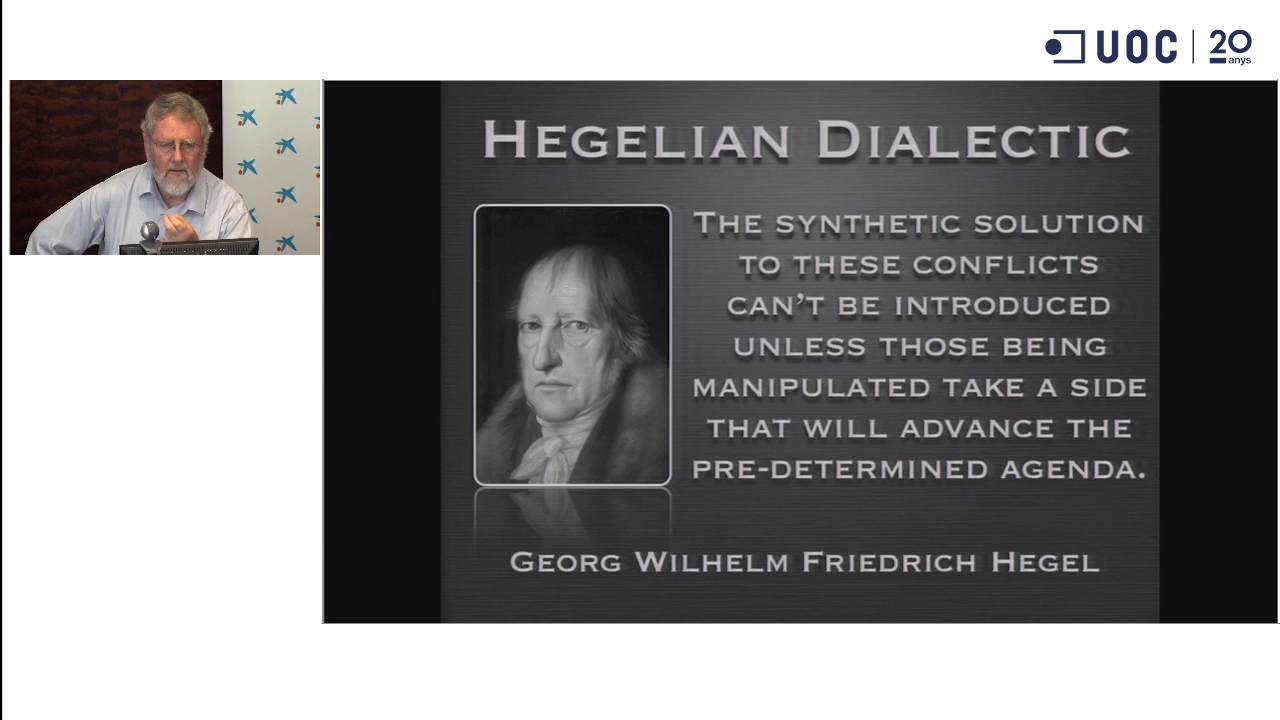 UOC
20
anys
HEGELIAN DIALECTIC
THE SYNTHETIC SOLUTION
TO THESE CONFLICTS
CAN'T BE INTRODUCED
UNLESS THOSE BEING
MANIPULATED TAKE A SIDE
THAT WILL ADVANCE THE
PRE-DETERMINED AGENDA.
GEORG WILHELM FRIEDRICH HEGEL